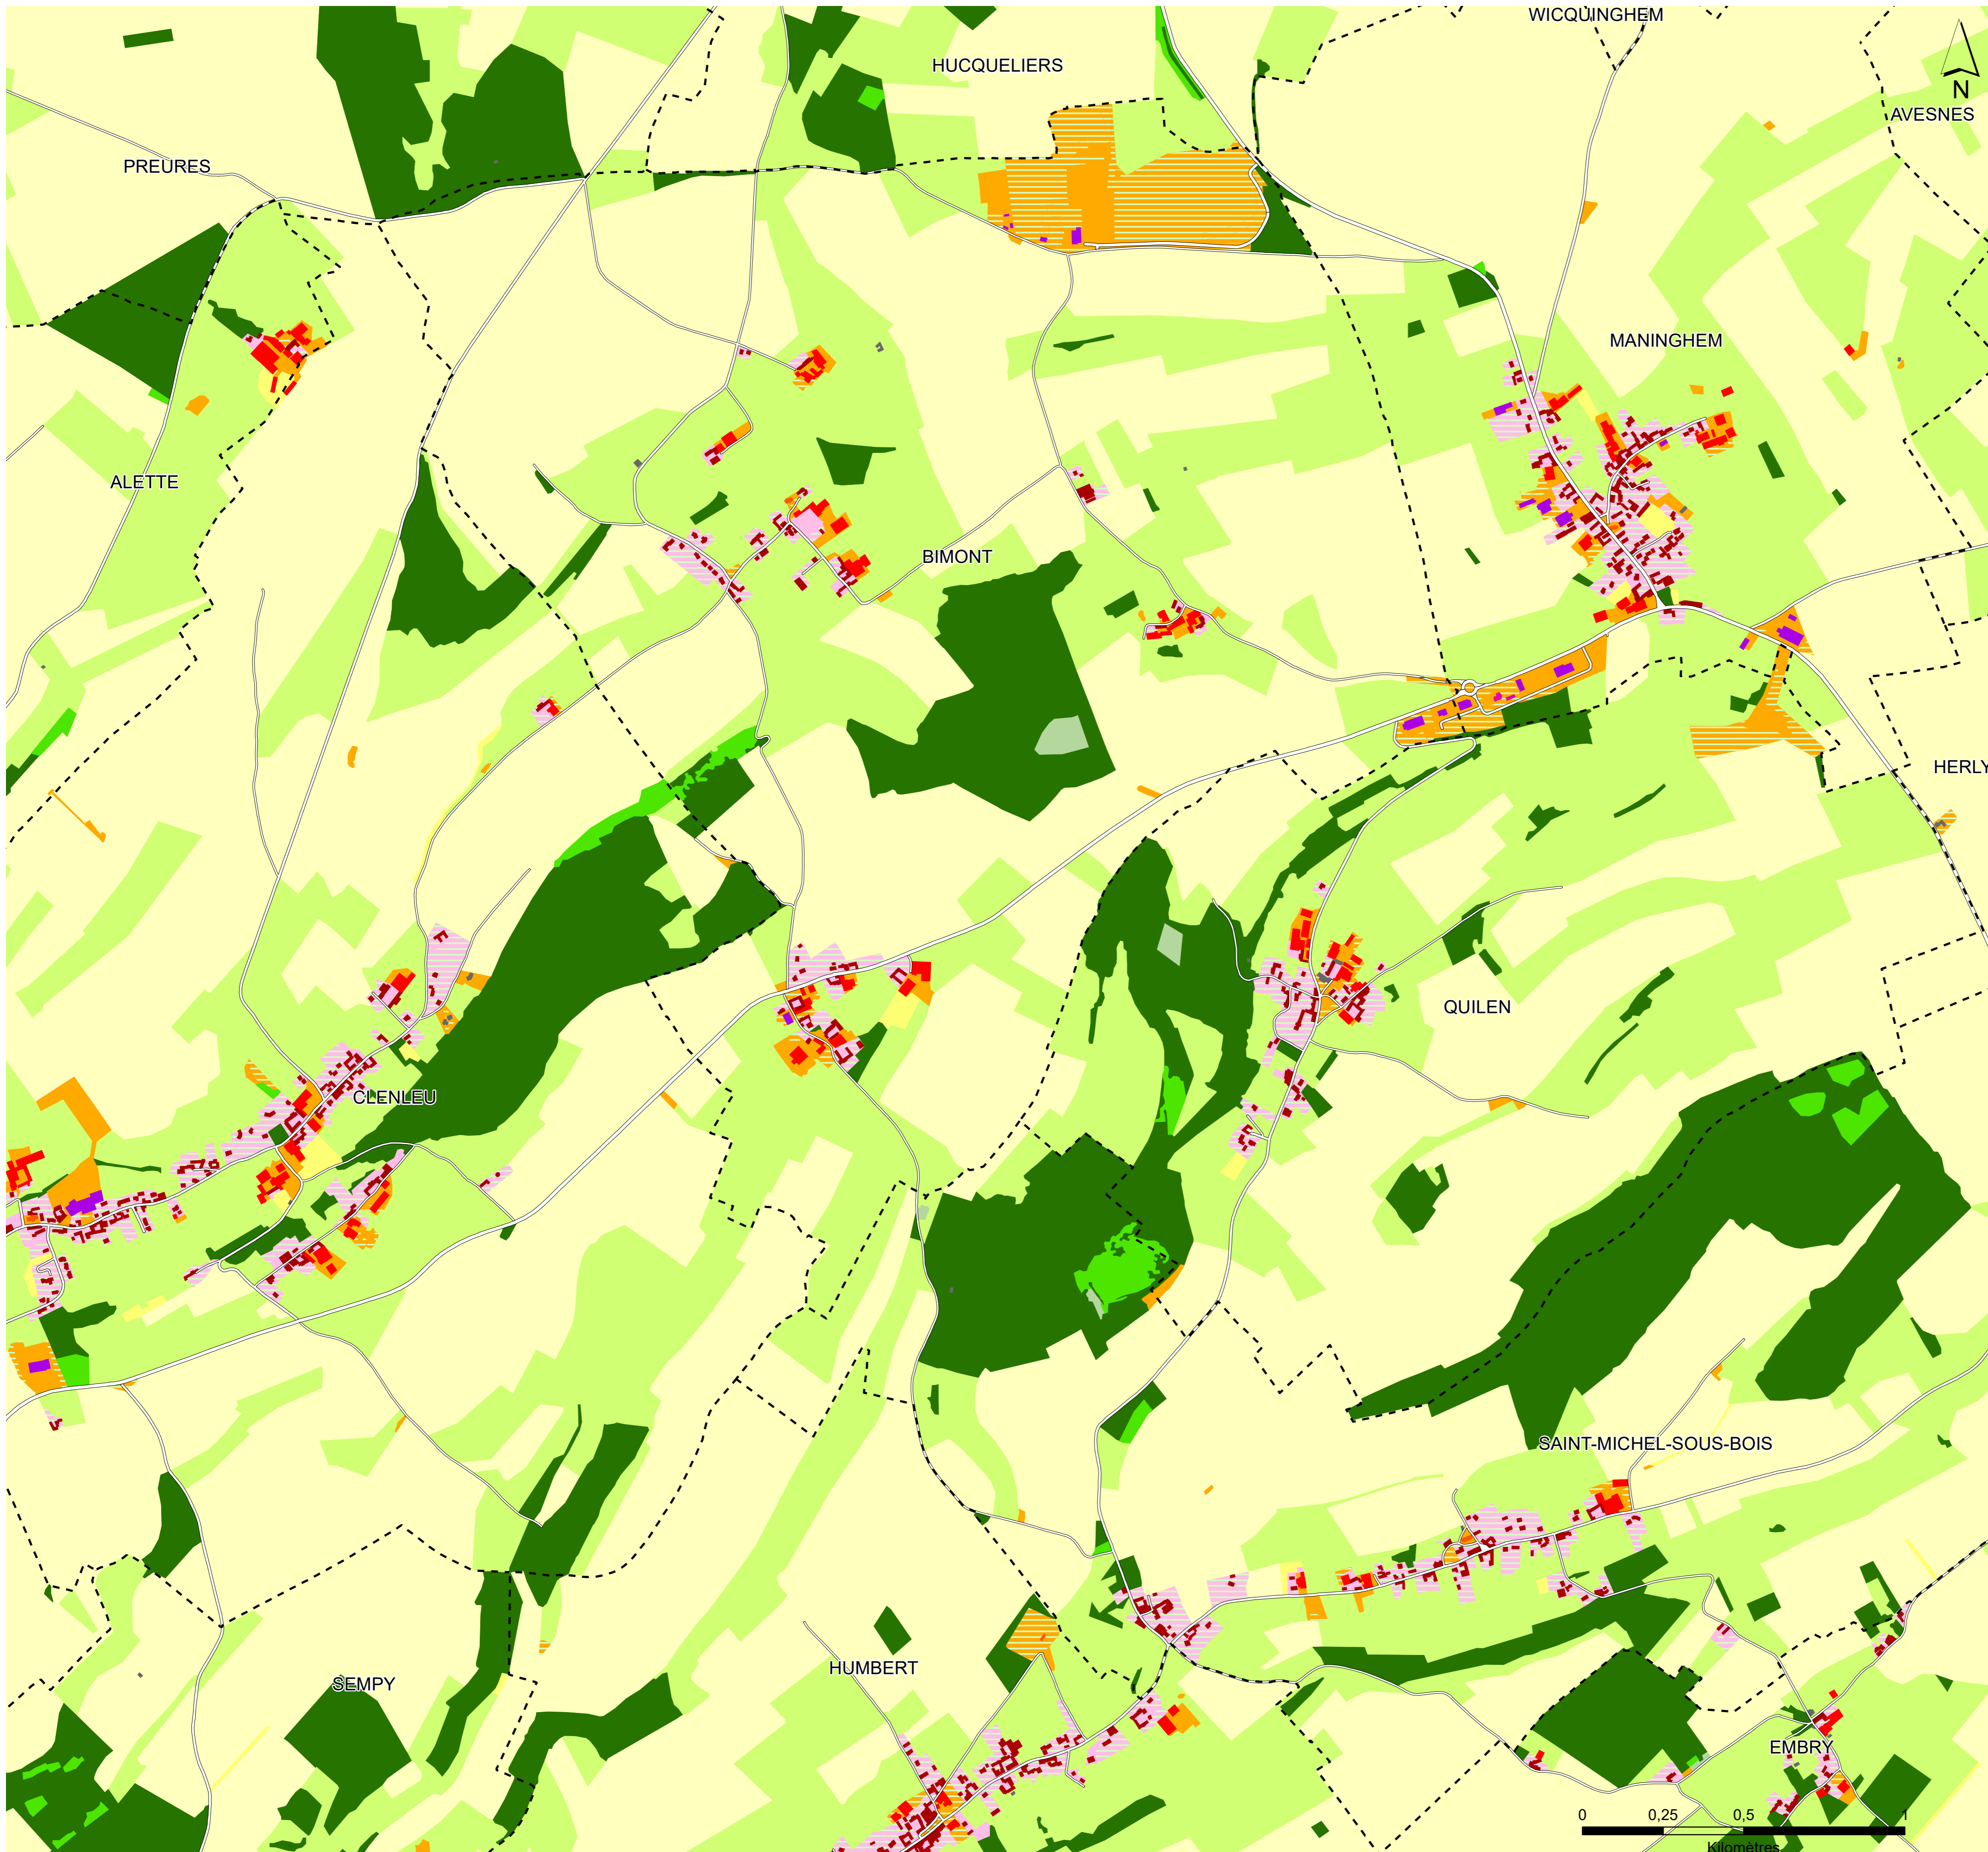 WICQUINGHEM
HUCQUELIERS
N
AVESNES
PREURES
MANINGHEM
ALETTE
BIMONT
HERLY
QUILEN
CLENLEU
SAINT-MICHEL-SOUS-BOIS
HUMBERT
SEMPY
EMBRY
0 0,25 0,5 1
Kilomètres